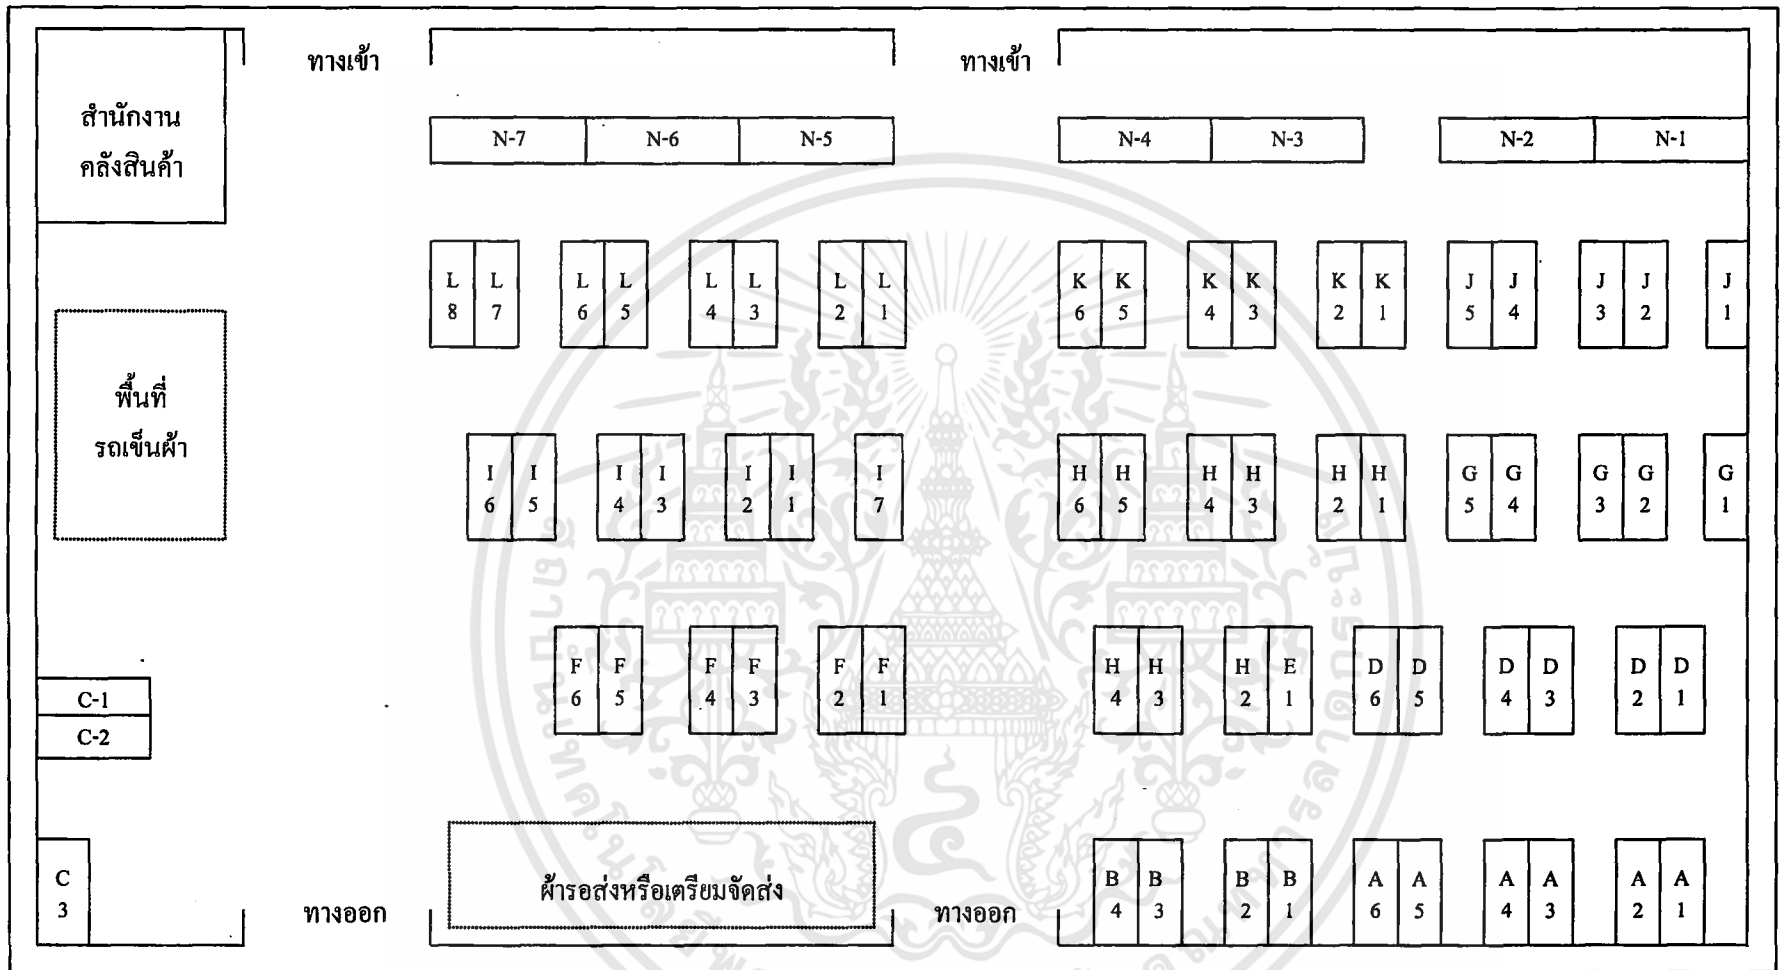 ทางเข้า ทางเข้า
สำนักงาน
คลังสินค้า
N-7 N-6 N-5 N-4 N-3 N-2 N-1
L L L L L L L L K K K K K K J J J J J
8 7 6 5 4 3 2 1 6 5 4 3 2 1 5 4 3 2 1
พื้นที่
รถเข็นผ้า
I I I I I I I H H H H H H G G G G G
6 5 4 3 2 1 7 6 5 4 3 2 1 5 4 3 2 1
F F F F F F H H H E D D D D D D
6 5 4 3 2 1 4 3 2 1 6 5 4 3 2 1
C-1
C-2
C B B B B A A A A A A
3 4 3 2 1 6 5 4 3 2 1
ผ้ารอส่งหรือเตรียมจัดส่ง
ทางออก ทางออก